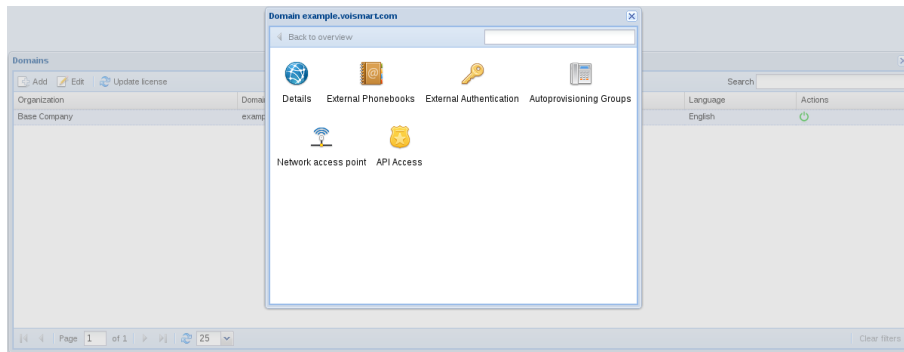 Domain example.voismart.com
Back to overview
Domains
Add Edit Update license
Search
Organization
Language
Actions
Base Company
English
Details External Phonebooks External Authentication Autoprovisioning Groups
Network access point API Access
Page 1 of 1 25
Clear filters